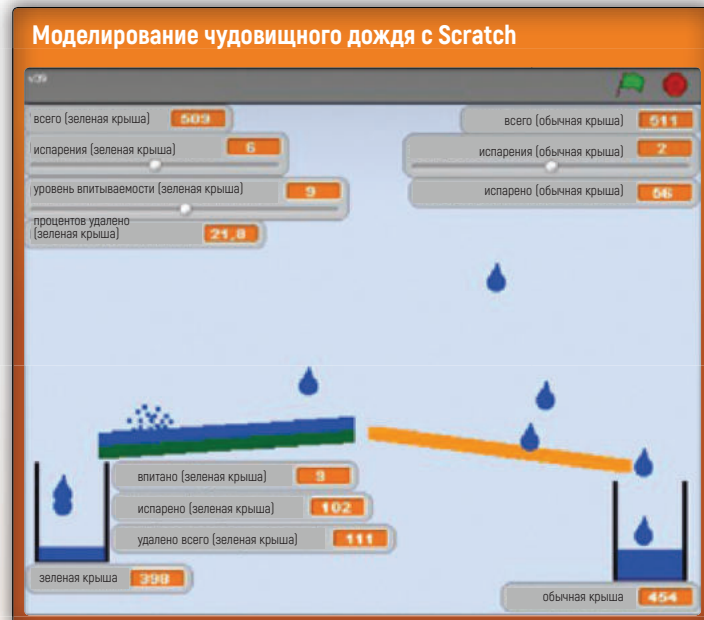 Моделирование чудовищного дождя с Scratch
v39
всего (зеленая крыша) 509
всего (обычная крыша) 511
испарения (зеленая крыша) 6
испарения (обычная крыша) 2
уровень впитываемости (зеленая крыша) 9
испарено (обычная крыша) 56
процентов удалено
(зеленая крыша) 21,8
впитано (зеленая крыша) 9
испарено (зеленая крыша) 102
удалено всего (зеленая крыша) 111
зеленая крыша 398
обычная крыша 454